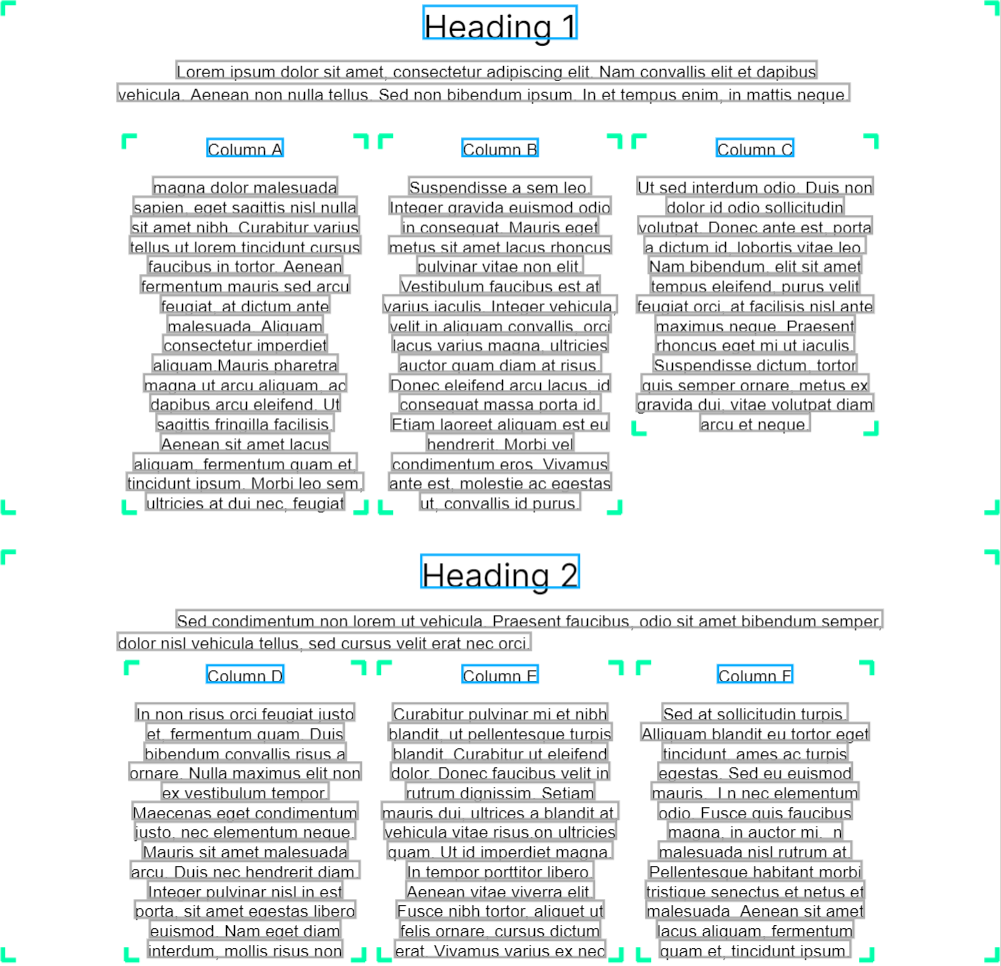 Heading 1
Lorem ipsum dolor sit amet, consectetur adipiscing elit. Nam convallis elit et dapibus
vehicula. Aenean non nulla tellus. Sed non bibendum ipsum. In et tempus enim, in mattis neque.
Column A
magna dolor malesuada
sapien, eget sagittis nisl nulla
sit amet nibh. Curabitur varius
tellus ut lorem tincidunt cursus
faucibus in tortor. Aenean
fermentum mauris sed arcu
feugiat, at dictum ante
malesuada. Aliquam
consectetur imperdiet
aliquam.Mauris pharetra
magna ut arcu aliquam, ac
dapibus arcu eleifend. Ut
sagittis fringilla facilisis.
Aenean sit amet lacus
aliquam, fermentum quam et,
tincidunt ipsum. Morbi leo sem,
ultricies at dui nec, feugiat
Column B
Suspendisse a sem leo.
Integer gravida euismod odio
in consequat. Mauris eget
metus sit amet lacus rhoncus
pulvinar vitae non elit.
Vestibulum faucibus est at
varius iaculis. Integer vehicula,
velit in aliquam convallis, orci
lacus varius magna, ultricies
auctor quam diam at risus.
Donec eleifend arcu lacus, id
consequat massa porta id.
Etiam laoreet aliquam est eu
hendrerit. Morbi vel
condimentum eros. Vivamus
ante est, molestie ac egestas
ut, convallis id purus.
Column C
Ut sed interdum odio. Duis non
dolor id odio sollicitudin
volutpat. Donec ante est, porta
a dictum id, lobortis vitae leo.
Nam bibendum, elit sit amet
tempus eleifend, purus velit
feugiat orci, at facilisis nisl ante
maximus neque. Praesent
rhoncus eget mi ut iaculis.
Suspendisse dictum, tortor
quis semper ornare, metus ex
gravida dui, vitae volutpat diam
arcu et neque.
Heading 2
Sed condimentum non lorem ut vehicula. Praesent faucibus, odio sit amet bibendum semper,
dolor nisl vehicula tellus, sed cursus velit erat nec orci.
Column D
In non risus orci feugiat justo
et, fermentum quam. Duis
bibendum convallis risus a
ornare. Nulla maximus elit non
ex vestibulum tempor.
Maecenas eget condimentum
justo, nec elementum neque.
Mauris sit amet malesuada
arcu. Duis nec hendrerit diam.
Integer pulvinar nisl in est
porta, sit amet egestas libero
euismod. Nam eget diam
interdum, mollis risus non
Column E
Curabitur pulvinar mi et nibh
blandit, ut pellentesque turpis
blandit. Curabitur ut eleifend
dolor. Donec faucibus velit in
rutrum dignissim. Setiam
mauris dui, ultrices a blandit at,
vehicula vitae risus on ultricies
quam. Ut id imperdiet magna.
In tempor porttitor libero.
Aenean vitae viverra elit.
Fusce nibh tortor, aliquet ut
felis ornare, cursus dictum
erat. Vivamus varius ex nec
Column F
Sed at sollicitudin turpis.
Alliquam blandit eu tortor eget
tincidunt, ames ac turpis
egestas. Sed eu euismod
mauris. In nec elementum
odio. Fusce quis faucibus
magna, in auctor mi. n
malesuada nisl rutrum at.
Pellentesque habitant morbi
tristique senectus et netus et
malesuada. Aenean sit amet
lacus aliquam, fermentum
quam et, tincidunt ipsum.